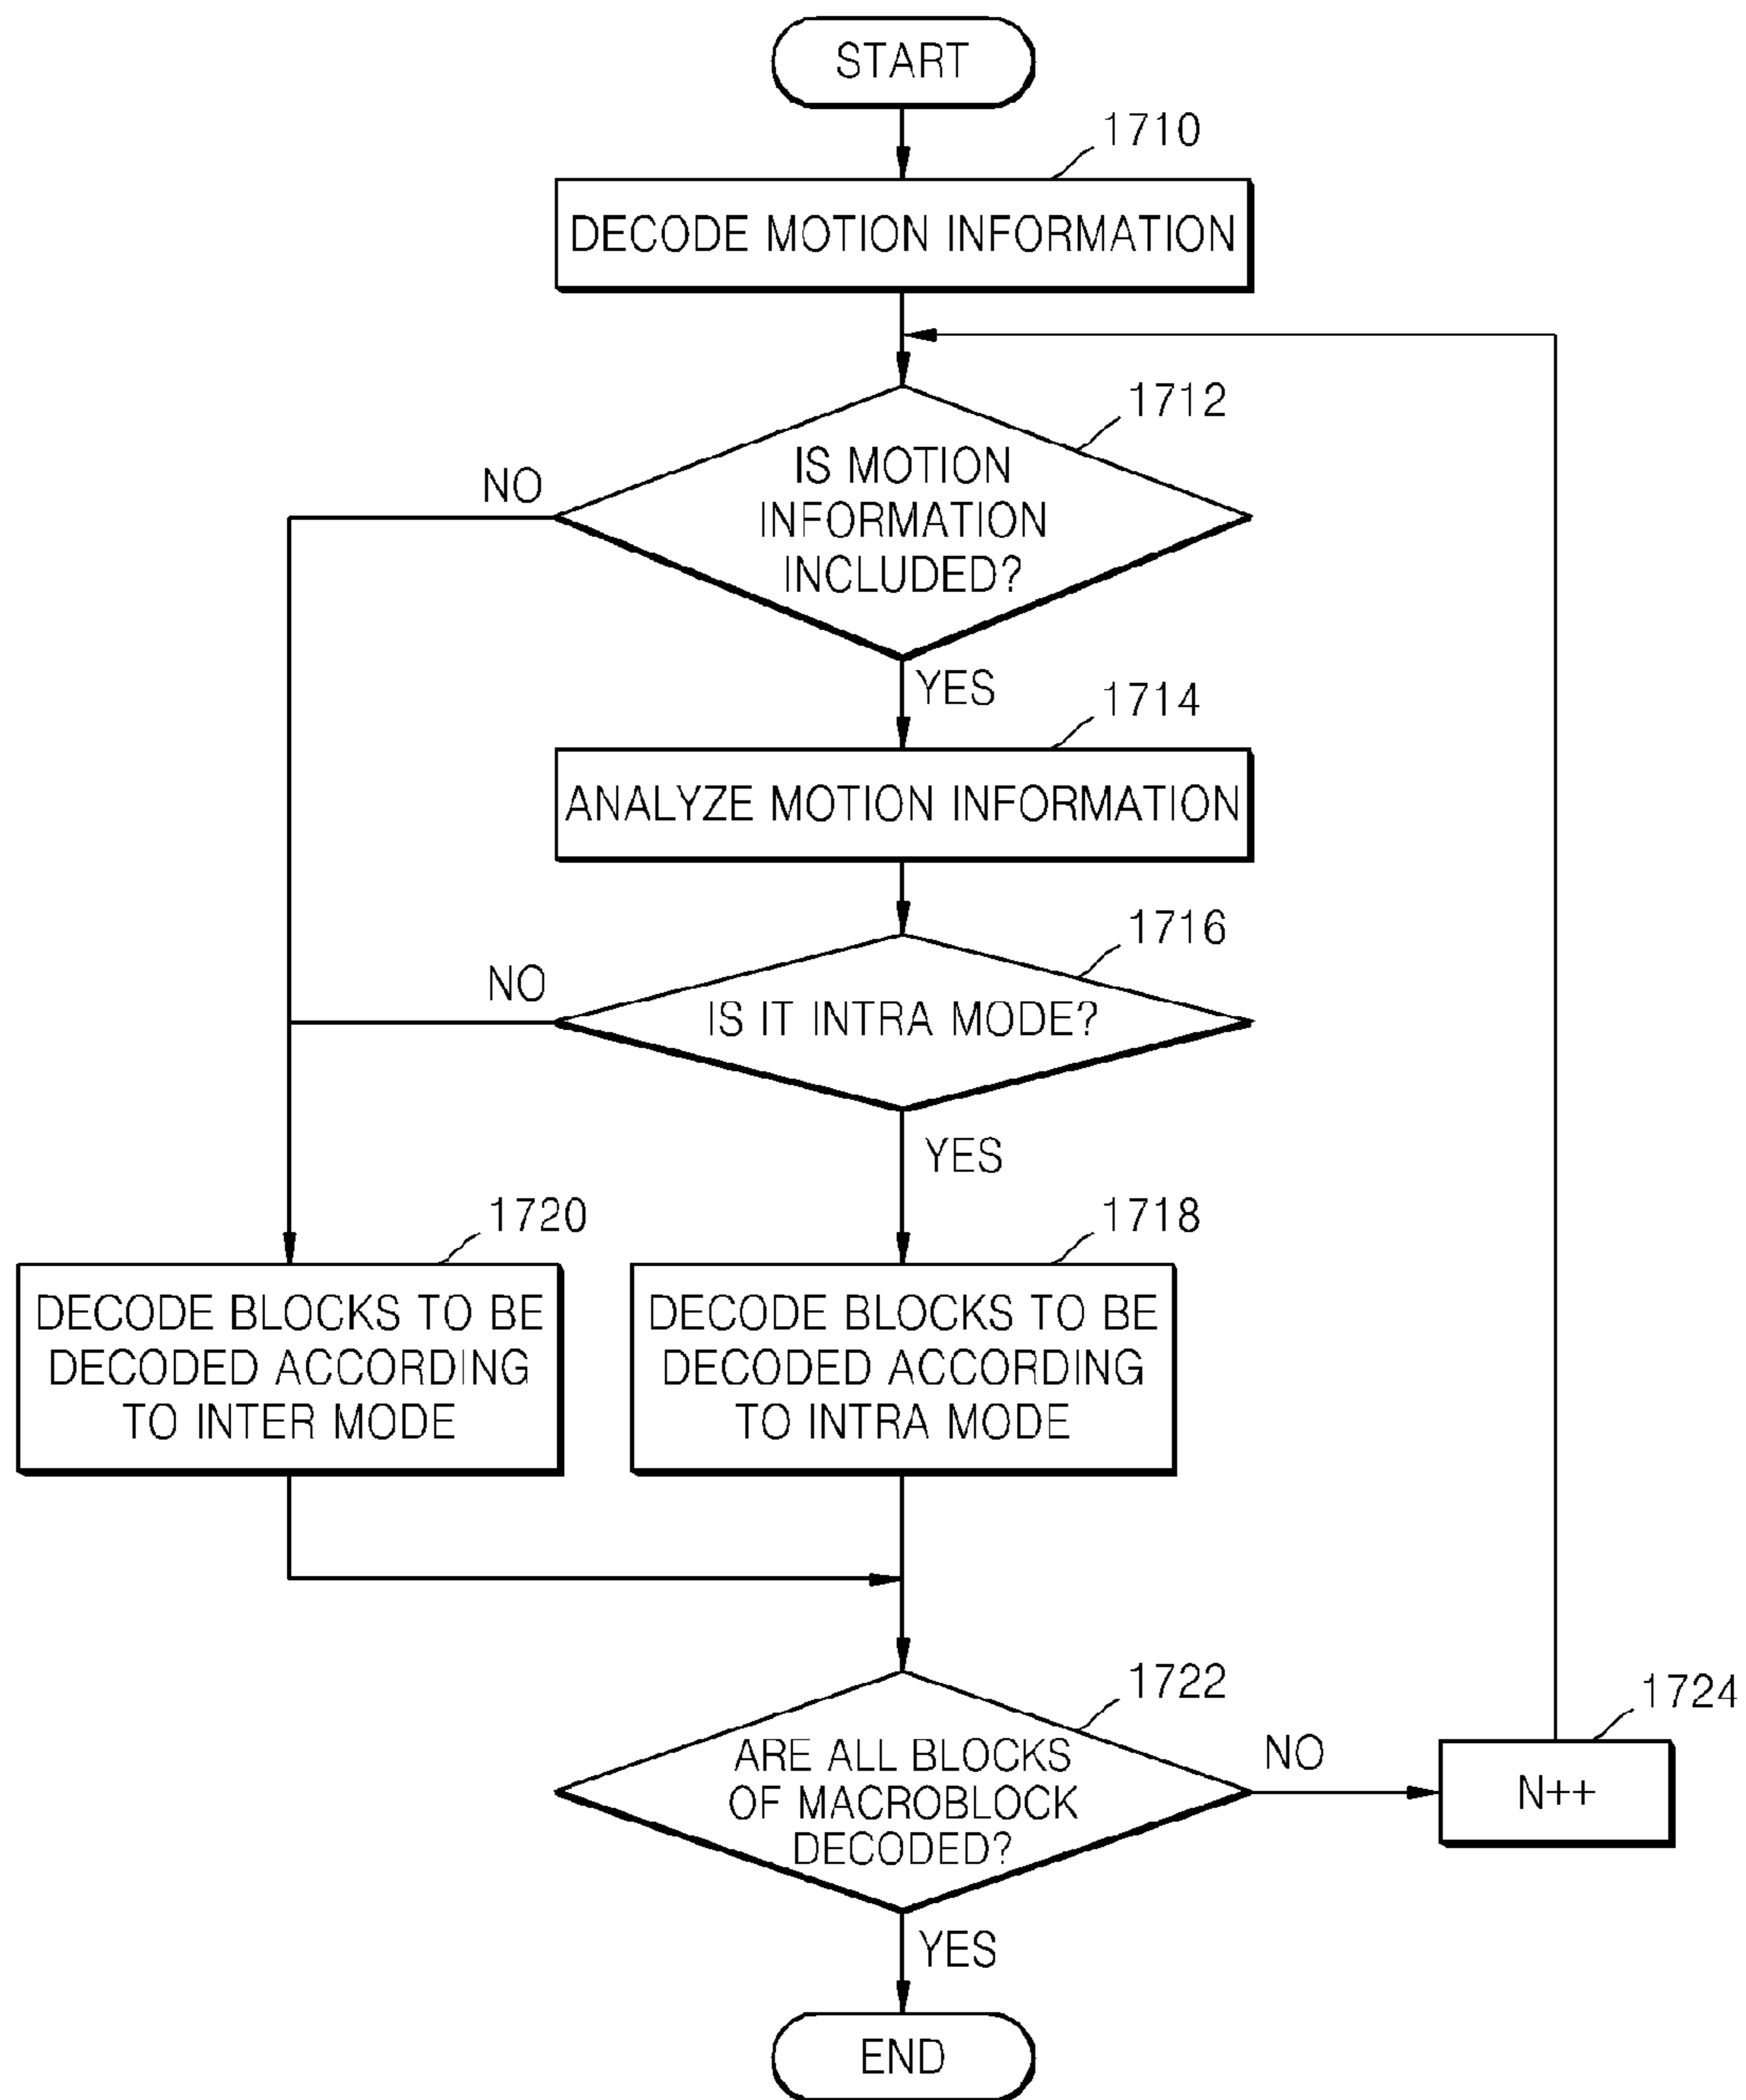 START
1710
DECODE MOTION INFORMATION
1712
IS MOTION
INFORMATION
INCLUDED?
NO
YES
1714
ANALYZE MOTION INFORMATION
1716
NO
IS IT INTRA MODE?
YES
1720
1718
DECODE BLOCKS TO BE
DECODED ACCORDING
TO INTER MODE
DECODE BLOCKS TO BE
DECODED ACCORDING
TO INTRA MODE
1722
1724
ARE ALL BLOCKS
OF MACROBLOCK
DECODED?
NO
N++
YES
END